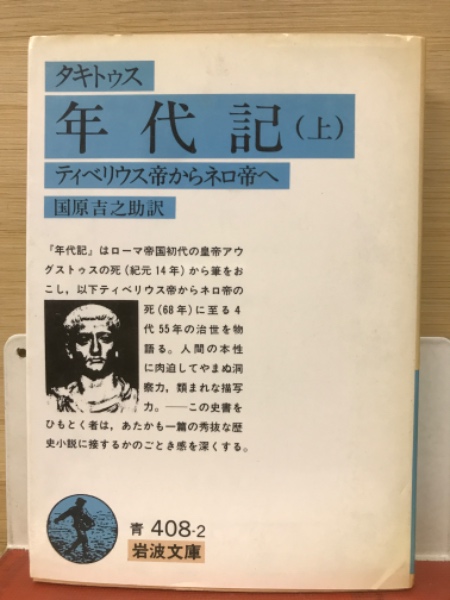 タキトゥス
年代記(上)
ティベリウス帝からネロ帝へ
国原吉之助訳
『年代記』はローマ帝国初代の皇帝アウ
グストゥスの死(紀元14年)から筆をお
こし，以下ティベリウス帝からネロ帝の
死(68年)に至る4
代55年の治世を物
語る。人間の本性
に肉迫してやまぬ洞
察力，類まれな描写
力。──この史書を
ひもとく者は，あたかも一篇の秀抜な歴
史小説に接するかのごとき感を深くする。
青 408-2
岩波文庫